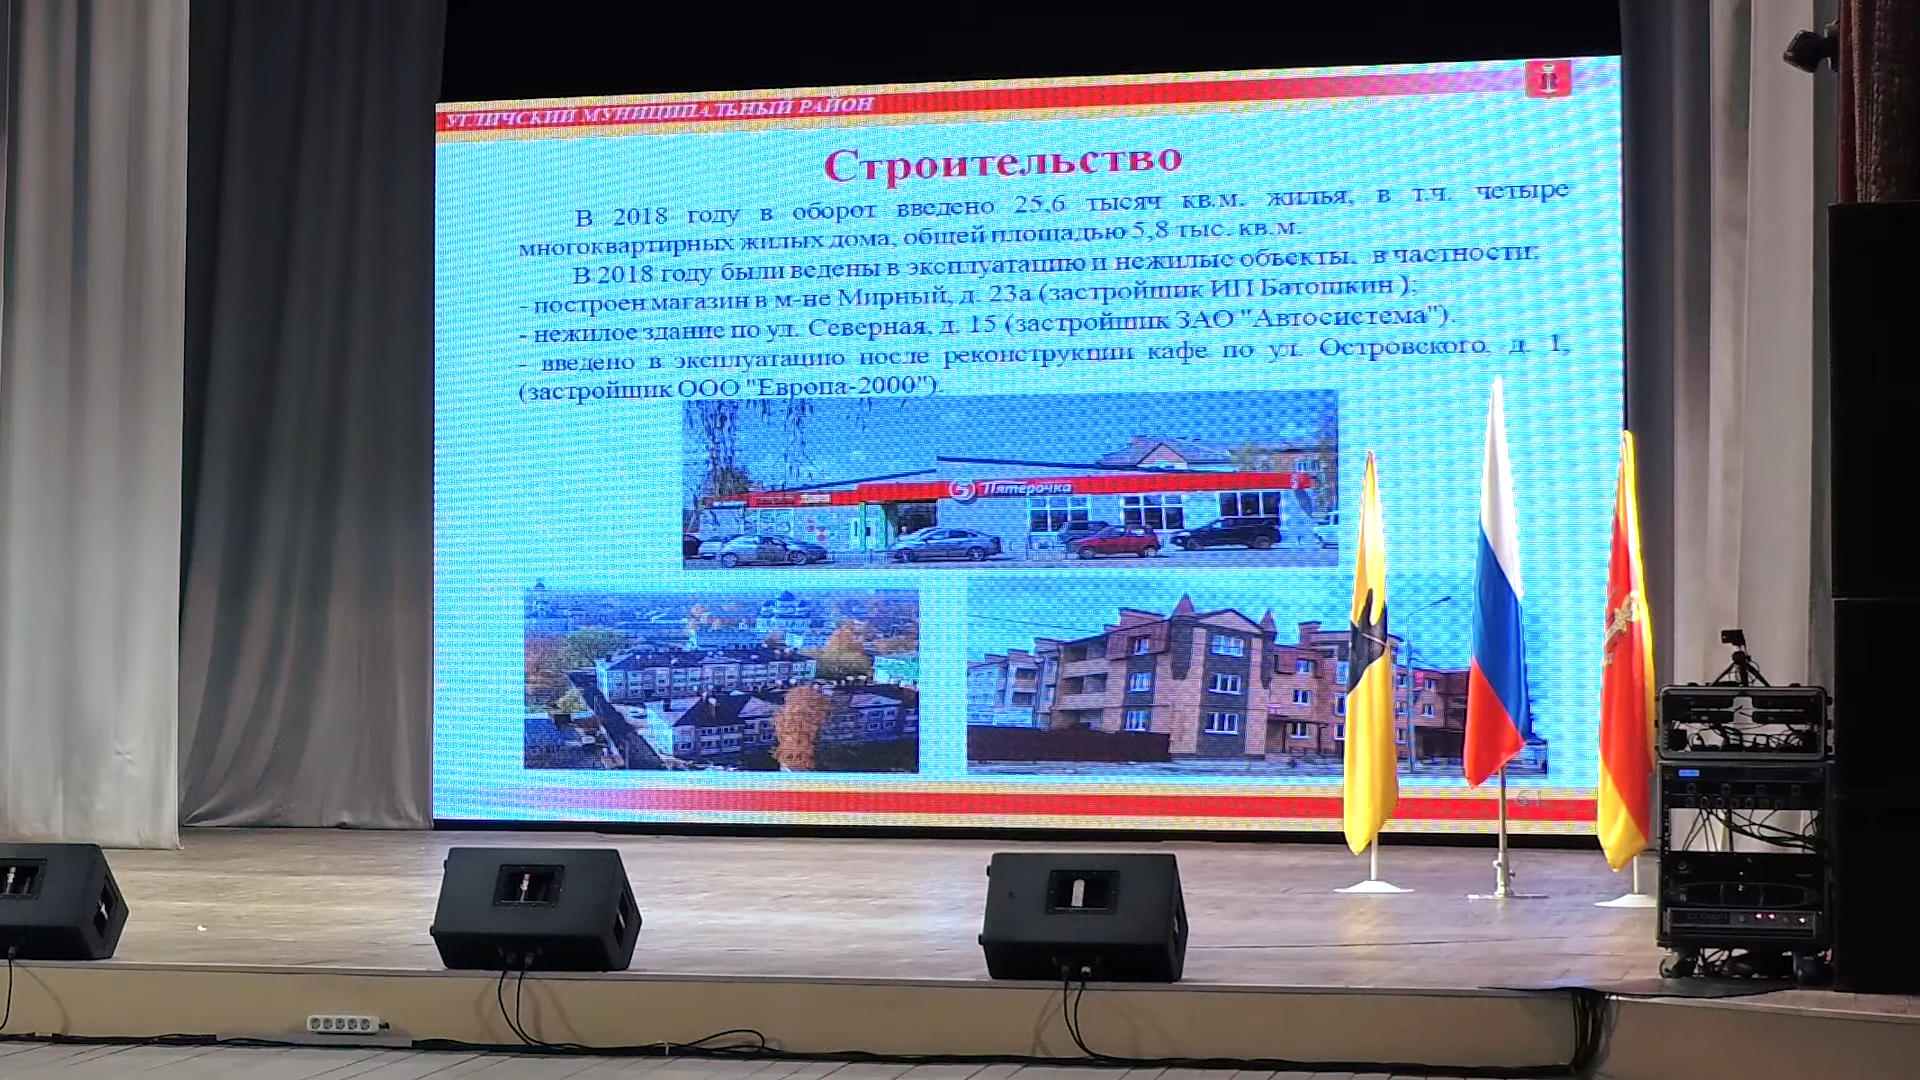 УГЛИЧСКИЙ МУНИЦИПАЛЬНЫЙ РАЙОН
Строительство
В 2018 году в оборот введено 25,6 тысяч кв.м. жилья, в т.ч. четыре
многоквартирных жилых дома, общей площадью 5,8 тыс. кв.м.
В 2018 году были ведены в эксплуатацию и нежилые объекты, в частности:
- построен магазин в м-не Мирный, д. 23а (застройщик ИП Батошкин );
- нежилое здание по ул. Северная, д. 15 (застройщик ЗАО "Автосистема").
- введено в эксплуатацию после реконструкции кафе по ул. Островского, д. 1,
(застройщик ООО "Европа-2000").
5 Пятёрочка
61